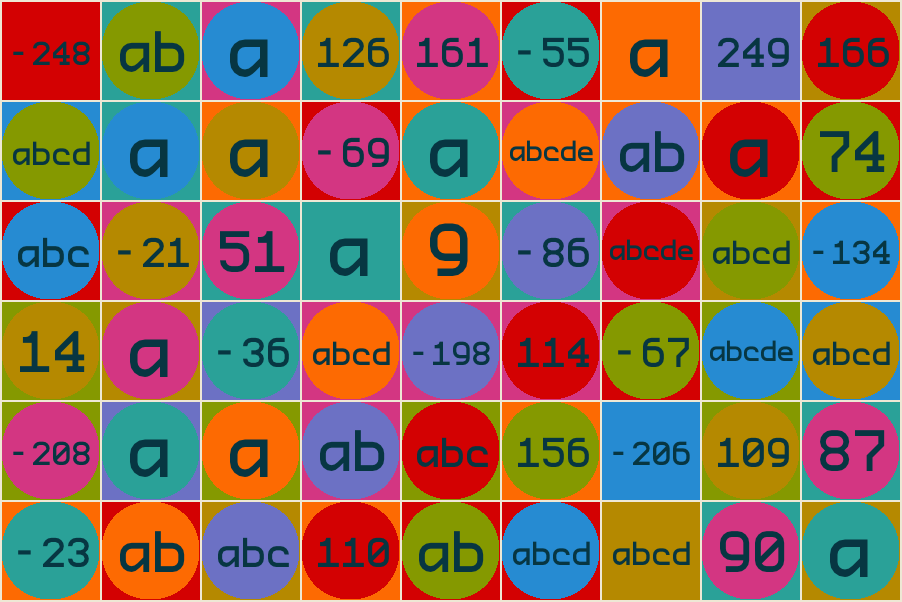 -248 ab a 126 161 -55 a 249 166
abcd a a -69 a abcde ab a 74
abc -21 51 a 9 -86 abcde abcd -134
14 a -36 abcd -198 114 -67 abcde abcd
-208 a a ab abc 156 -206 109 87
-23 ab abc 110 ab abcd abcd 90 a